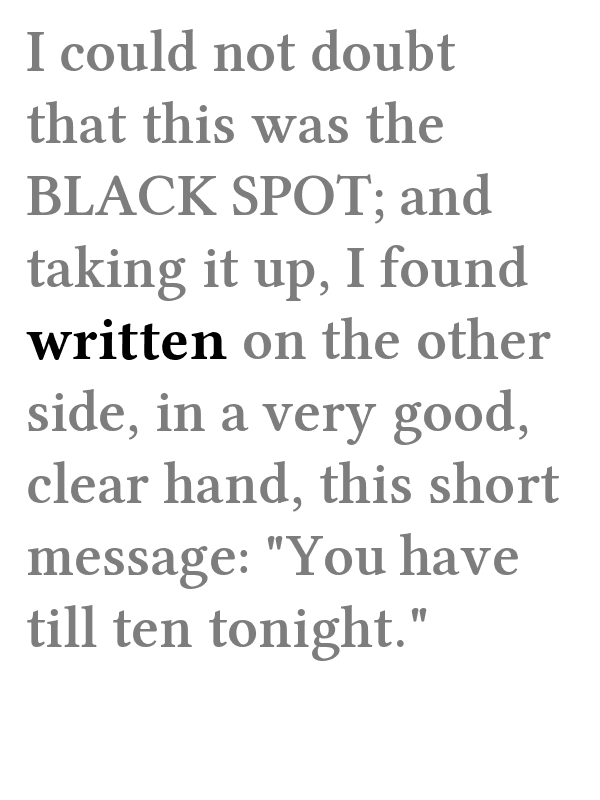 I could not doubt
that this was the
BLACK SPOT; and
taking it up, I found
written on the other
side, in a very good,
clear hand, this short
message: "You have
till ten tonight."